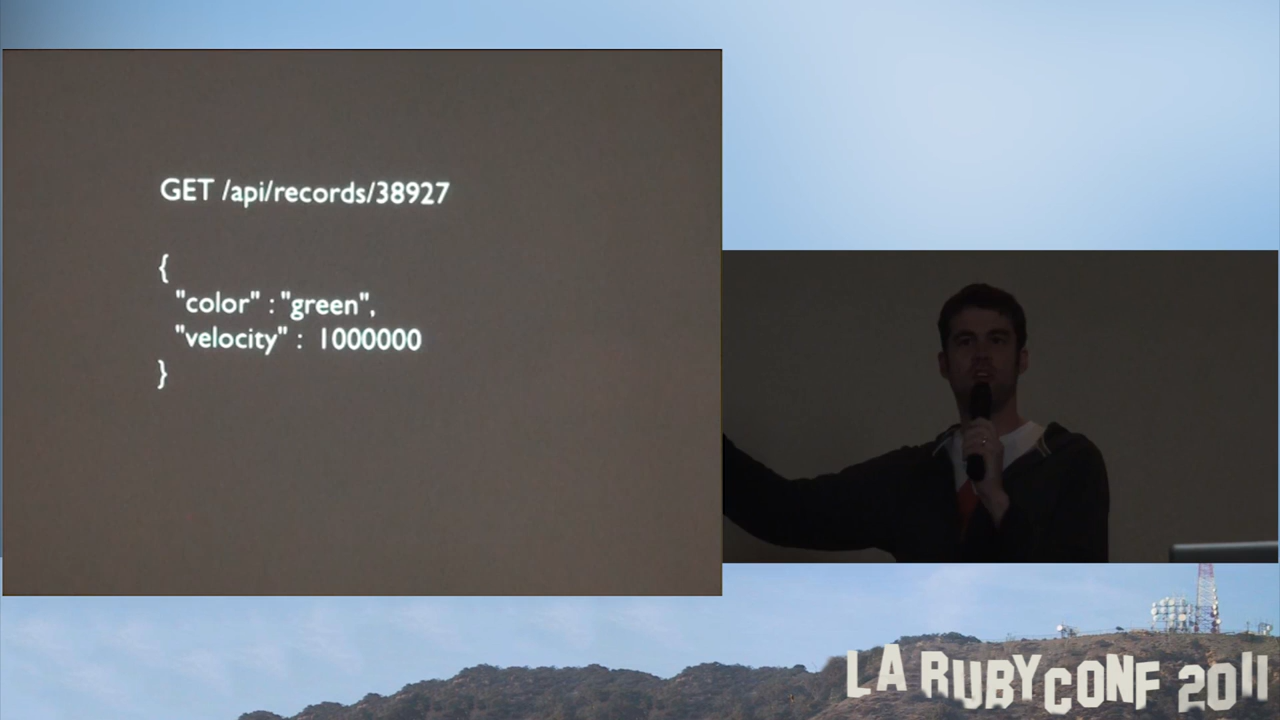 GET /api/records/38927
{
"color" : "green",
"velocity" : 1000000
}
LA RUBYCONF 2011